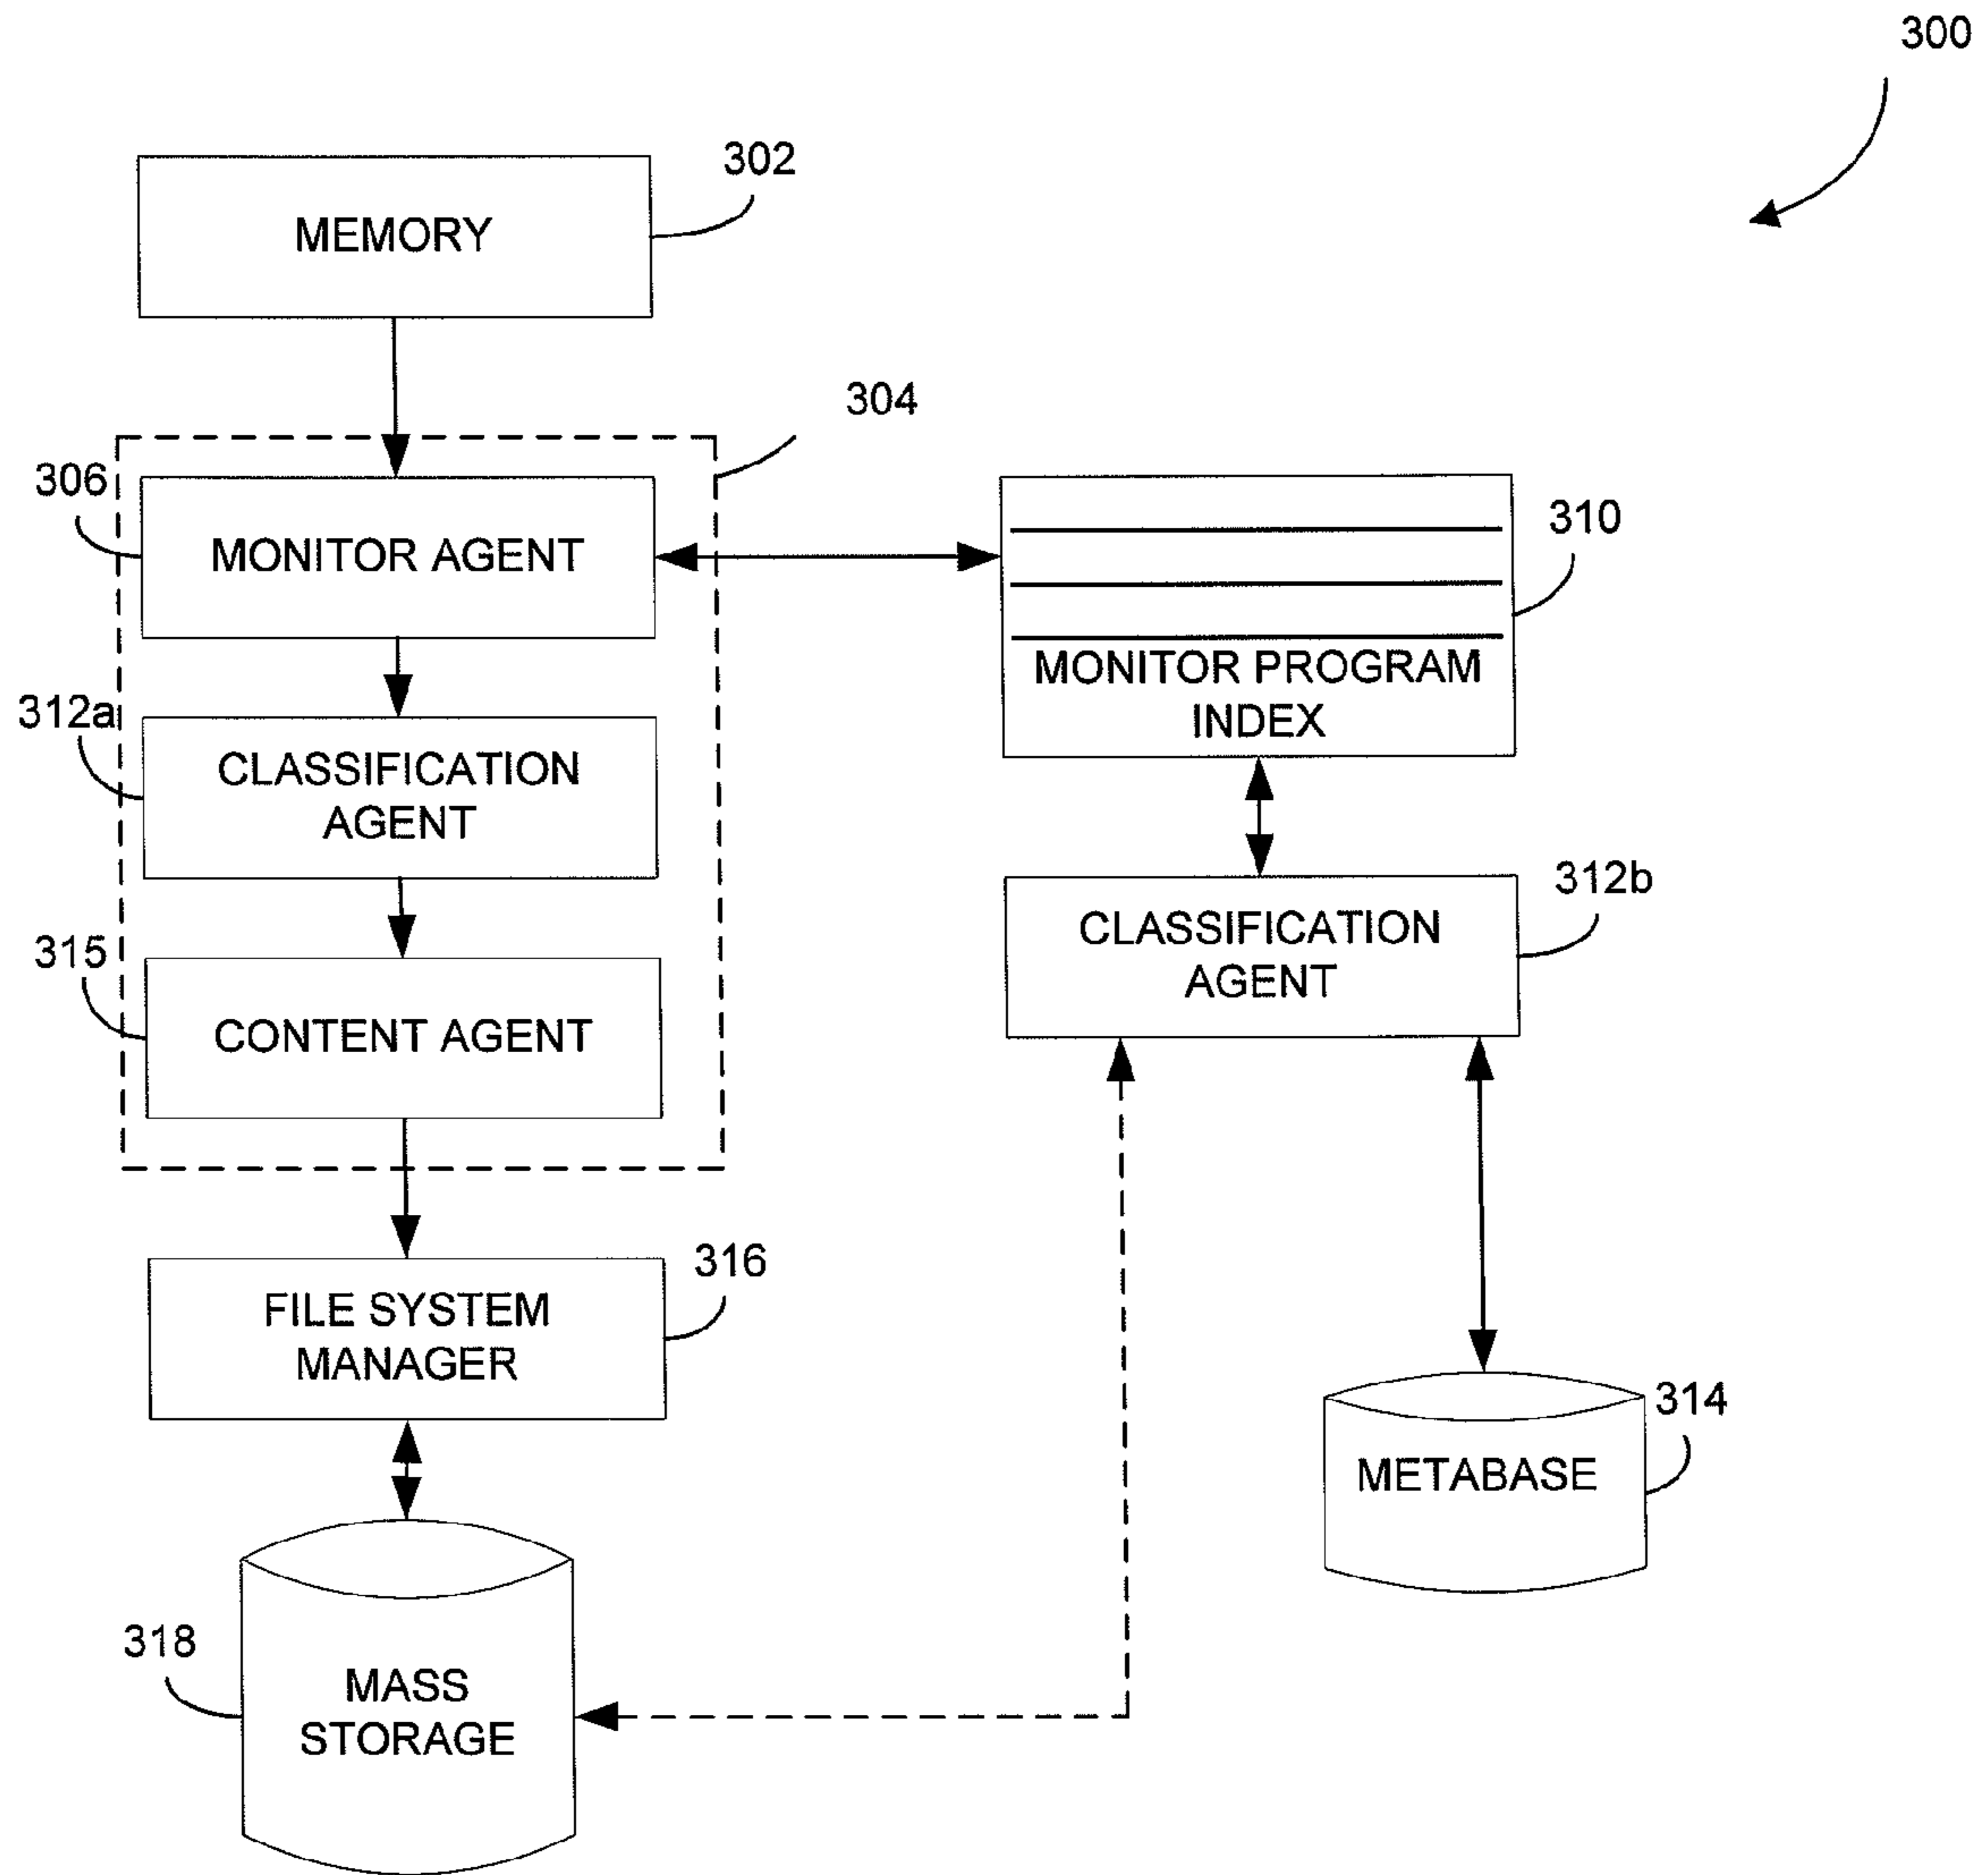 300
302
MEMORY
304
306
MONITOR AGENT
310
MONITOR PROGRAM
INDEX
312a
CLASSIFICATION
AGENT
312b
CLASSIFICATION
AGENT
315
CONTENT AGENT
316
FILE SYSTEM
MANAGER
314
METABASE
318
MASS
STORAGE